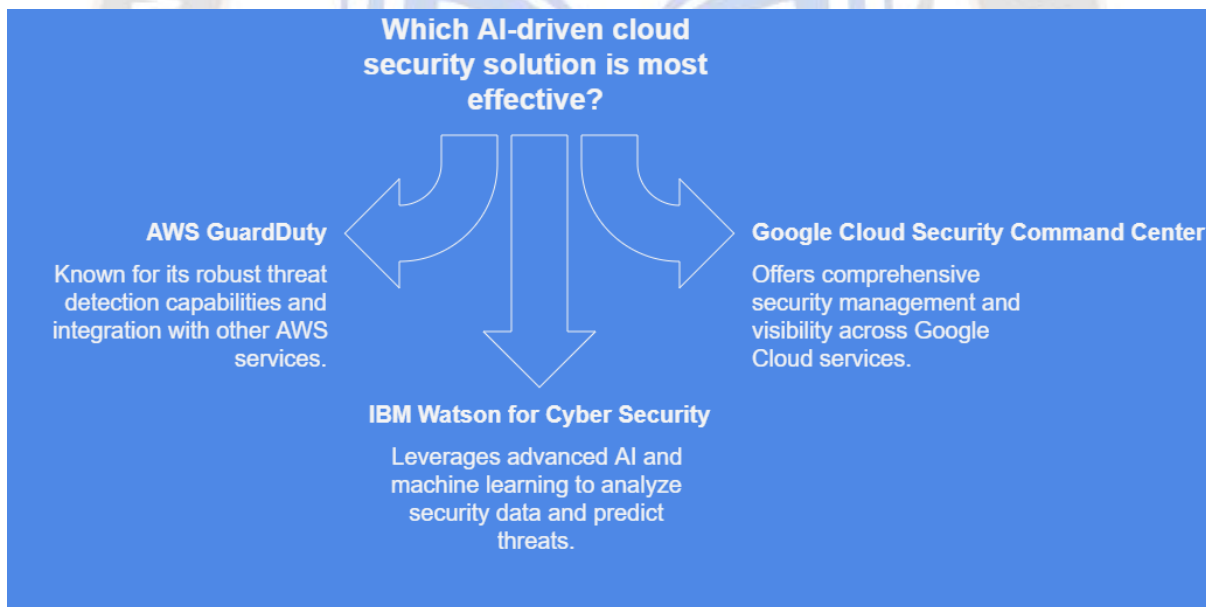 Which AI-driven cloud
security solution is most
effective?
AWS GuardDuty
Known for its robust threat
detection capabilities and
integration with other AWS
services.
Google Cloud Security Command Center
Offers comprehensive
security management and
visibility across Google
Cloud services.
IBM Watson for Cyber Security
Leverages advanced AI and
machine learning to analyze
security data and predict
threats.